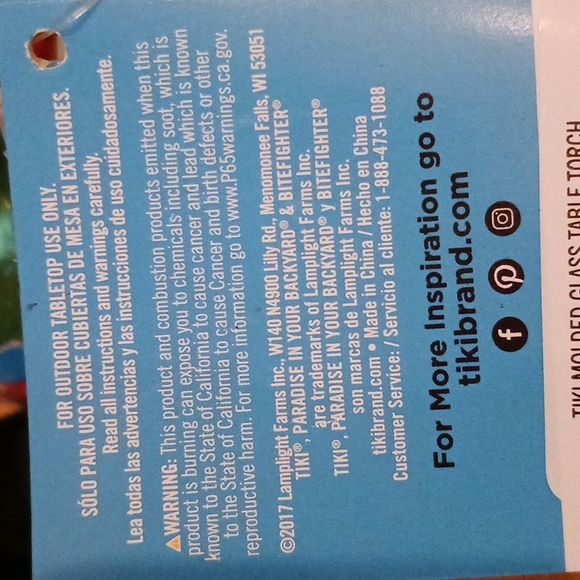 FOR OUTDOOR TABLETOP USE ONLY.
SÓLO PARA USO SOBRE CUBIERTAS DE MESA EN EXTERIORES.
Read all instructions and warnings carefully.
Lea todas las advertencias y las instrucciones de uso cuidadosamente.
⚠WARNING: This product and combustion products emitted when this
product is burning can expose you to chemicals including soot, which is
known to the State of California to cause cancer and lead which is known
to the State of California to cause Cancer and birth defects or other
reproductive harm. For more information go to www.P65warnings.ca.gov.
©2017 Lamplight Farms Inc., W140 N4900 Lilly Rd., Menomonee Falls, WI 53051
TIKI®, PARADISE IN YOUR BACKYARD® & BITEFIGHTER®
are trademarks of Lamplight Farms Inc.
TIKI®, PARADISE IN YOUR BACKYARD® y BITEFIGHTER®
son marcas de Lamplight Farms Inc.
tikibrand.com • Made in China / Hecho en China
Customer Service: / Servicio al cliente: 1-888-473-1088
For More Inspiration go to
tikibrand.com
TIKI MOLDED GLASS TABLE TORCH